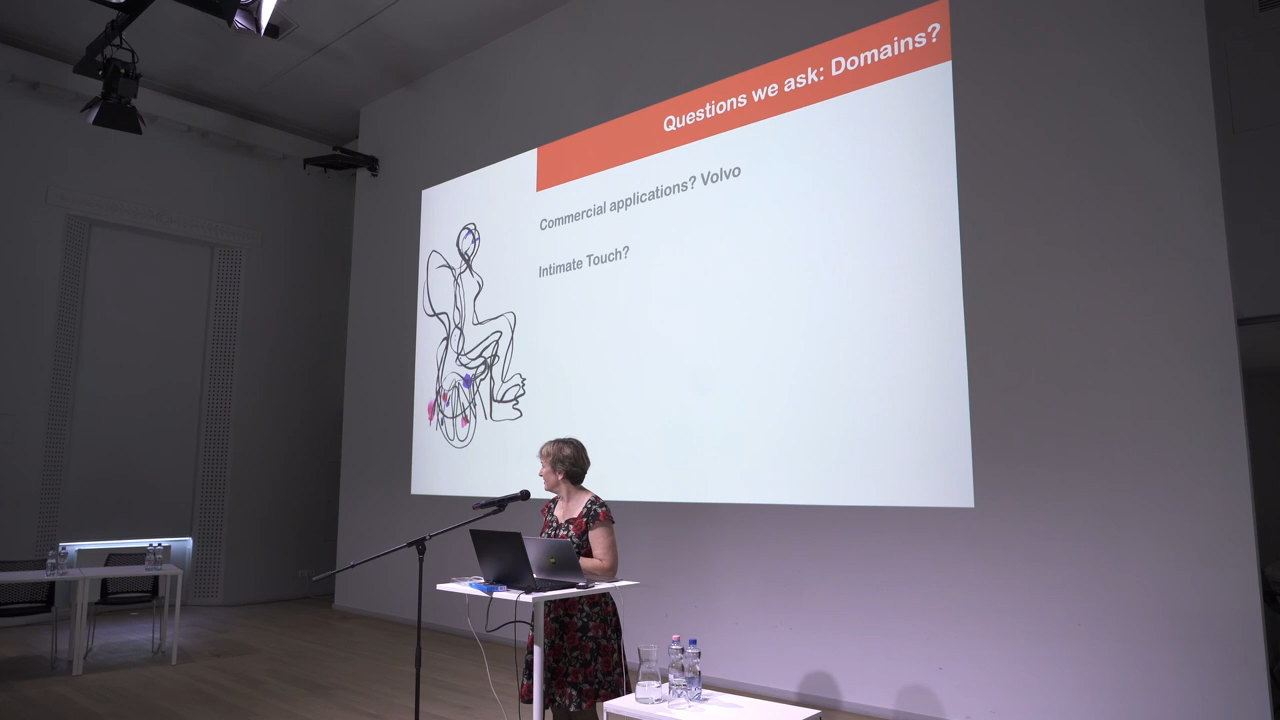 Questions we ask: Domains?
Commercial applications? Volvo
Intimate Touch?